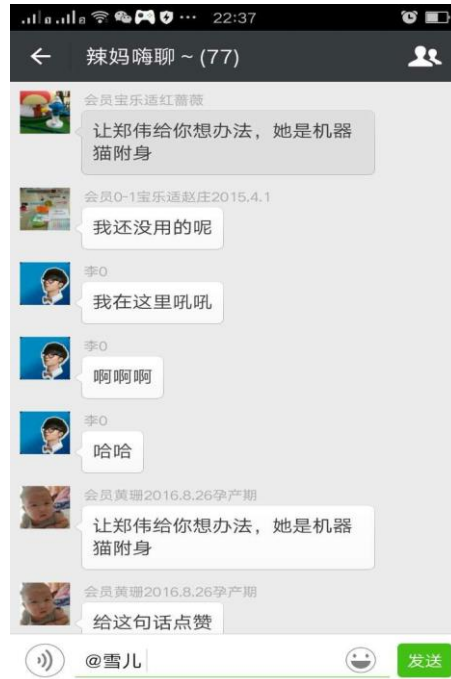 22:37
辣妈嗨聊~(77)
会员宝乐适红蔷薇
让郑伟给你想办法，她是机器
猫附身
会员0-1宝乐适赵庄2015.4.1
我还没用的呢
李0
我在这里吼吼
李0
啊啊啊
李0
哈哈
会员黄珊2016.8.26孕产期
让郑伟给你想办法，她是机器
猫附身
会员黄珊2016.8.26孕产期
给这句话点赞
@雪儿
发送